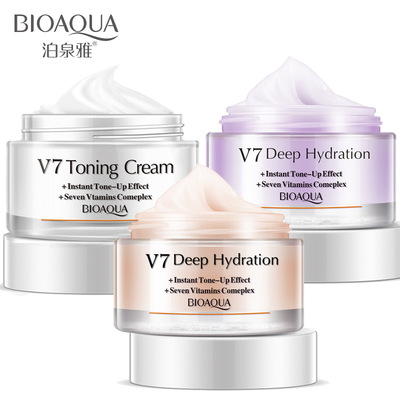 BIOAQUA
泊泉雅®
V7 Toning Cream
+ Instant Tone-Up Effect
+ Seven Vitamins Comeplex
BIOAQUA
V7 Deep Hydration
+ Instant Tone-Up Effect
+ Seven Vitamins Comeplex
V7 Deep Hydration
+ Instant Tone-Up Effect
+ Seven Vitamins Comeplex
BIOAQUA